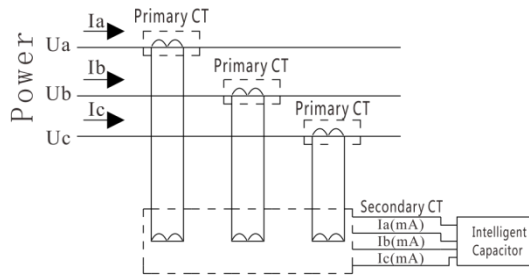 Power
Ia
Primary CT
Ua
Ib
Primary CT
Ub
Ic
Primary CT
Uc
Secondary CT
Ia(mA)
Ib(mA)
Ic(mA)
Intelligent
Capacitor